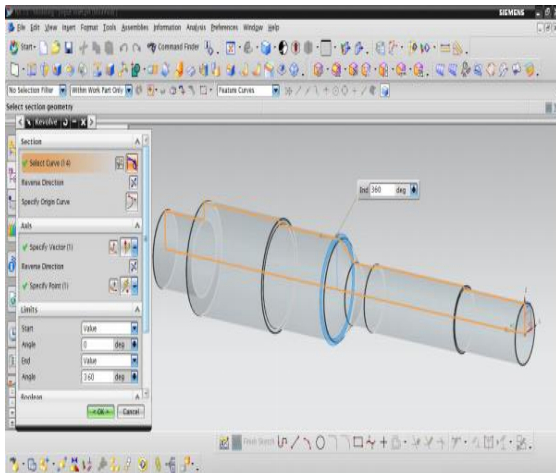 SIEMENS
File Edit View Insert Format Tools Assemblies Information Analysis Preferences Window Help
Start Command Finder
No Selection Filter Within Work Part Only Feature Curves
Select section geometry
Revolve
Section
Select Curve (14)
Reverse Direction
Specify Origin Curve
Axis
Specify Vector (1)
Reverse Direction
Specify Point (1)
Limits
Start Value
Angle 0 deg
End Value
Angle 360 deg
Boolean
<OK> Cancel
End 360 deg
Finish Sketch